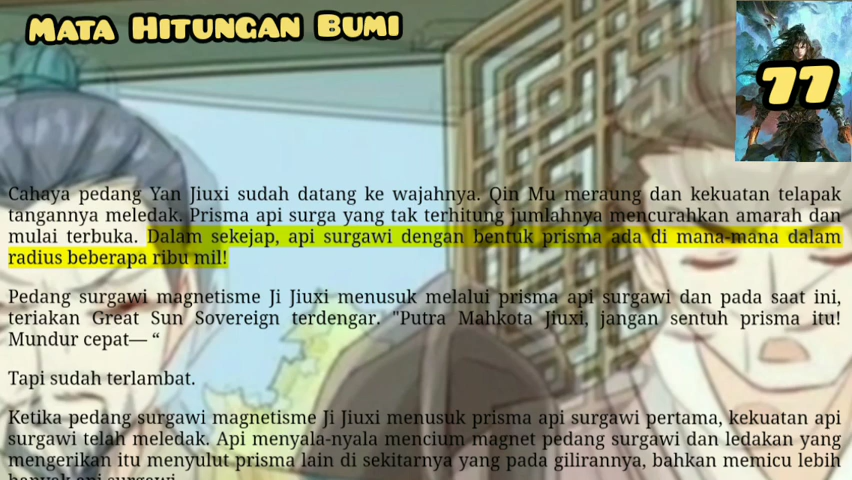 Mata Hitungan Bumi
77
Cahaya pedang Yan Jiuxi sudah datang ke wajahnya. Qin Mu meraung dan kekuatan telapak
tangannya meledak. Prisma api surga yang tak terhitung jumlahnya mencurahkan amarah dan
mulai terbuka. Dalam sekejap, api surgawi dengan bentuk prisma ada di mana-mana dalam
radius beberapa ribu mil!
Pedang surgawi magnetisme Ji Jiuxi menusuk melalui prisma api surgawi dan pada saat ini,
teriakan Great Sun Sovereign terdengar. "Putra Mahkota Jiuxi, jangan sentuh prisma itu!
Mundur cepat— “
Tapi sudah terlambat.
Ketika pedang surgawi magnetisme Ji Jiuxi menusuk prisma api surgawi pertama, kekuatan api
surgawi telah meledak. Api menyala-nyala mencium magnet pedang surgawi dan ledakan yang
mengerikan itu menyulut prisma lain di sekitarnya yang pada gilirannya, bahkan memicu lebih
banyak api surgawi.